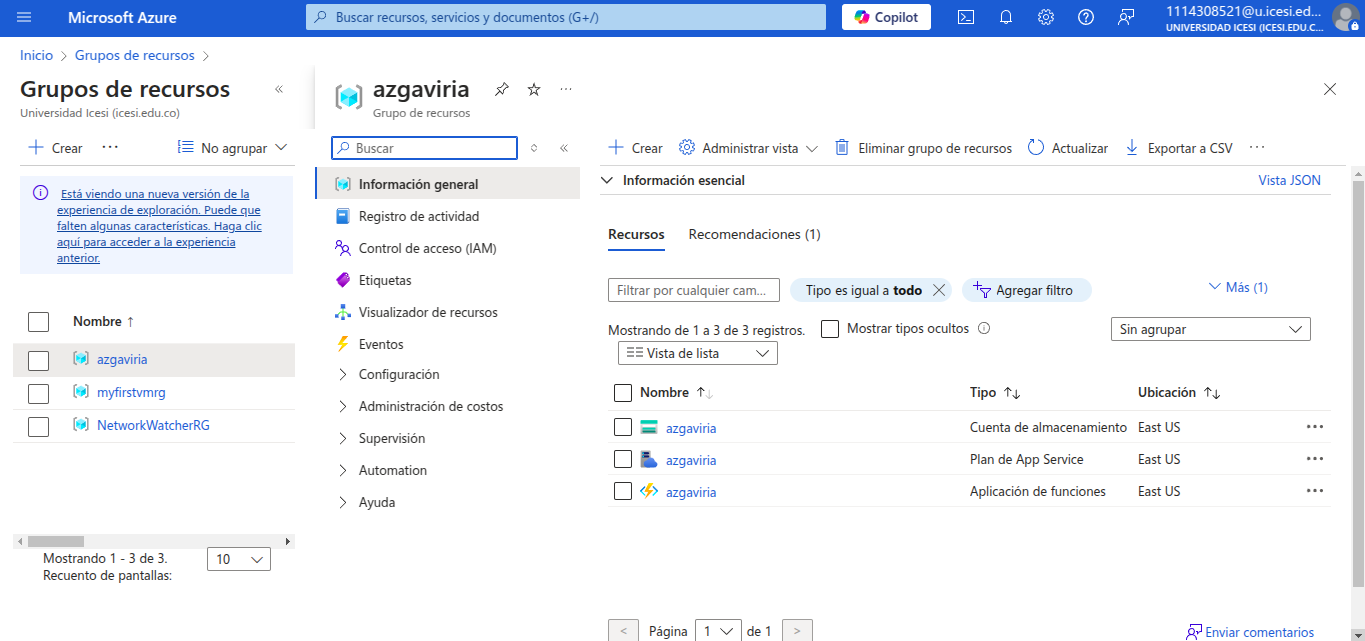 Microsoft Azure
Buscar recursos, servicios y documentos (G+/)
Copilot
1114308521@u.icesi.ed...
UNIVERSIDAD ICESI (ICESI.EDU.C...
Inicio > Grupos de recursos >
Grupos de recursos
Universidad Icesi (icesi.edu.co)
Crear
No agrupar
Está viendo una nueva versión de la
experiencia de exploración. Puede que
falten algunas características. Haga clic
aquí para acceder a la experiencia
anterior.
Nombre ↑
azgaviria
myfirstvmrg
NetworkWatcherRG
Mostrando 1 - 3 de 3.
Recuento de pantallas:
10
azgaviria
Grupo de recursos
Buscar
Información general
Registro de actividad
Control de acceso (IAM)
Etiquetas
Visualizador de recursos
Eventos
Configuración
Administración de costos
Supervisión
Automation
Ayuda
Crear
Administrar vista
Eliminar grupo de recursos
Actualizar
Exportar a CSV
Información esencial
Vista JSON
Recursos
Recomendaciones (1)
Filtrar por cualquier cam...
Tipo es igual a todo
Agregar filtro
Más (1)
Mostrando de 1 a 3 de 3 registros.
Mostrar tipos ocultos
Sin agrupar
Vista de lista
Nombre ↑↓ Tipo ↑↓ Ubicación ↑↓
azgaviria Cuenta de almacenamiento East US
azgaviria Plan de App Service East US
azgaviria Aplicación de funciones East US
< Página 1 de 1 >
Enviar comentarios